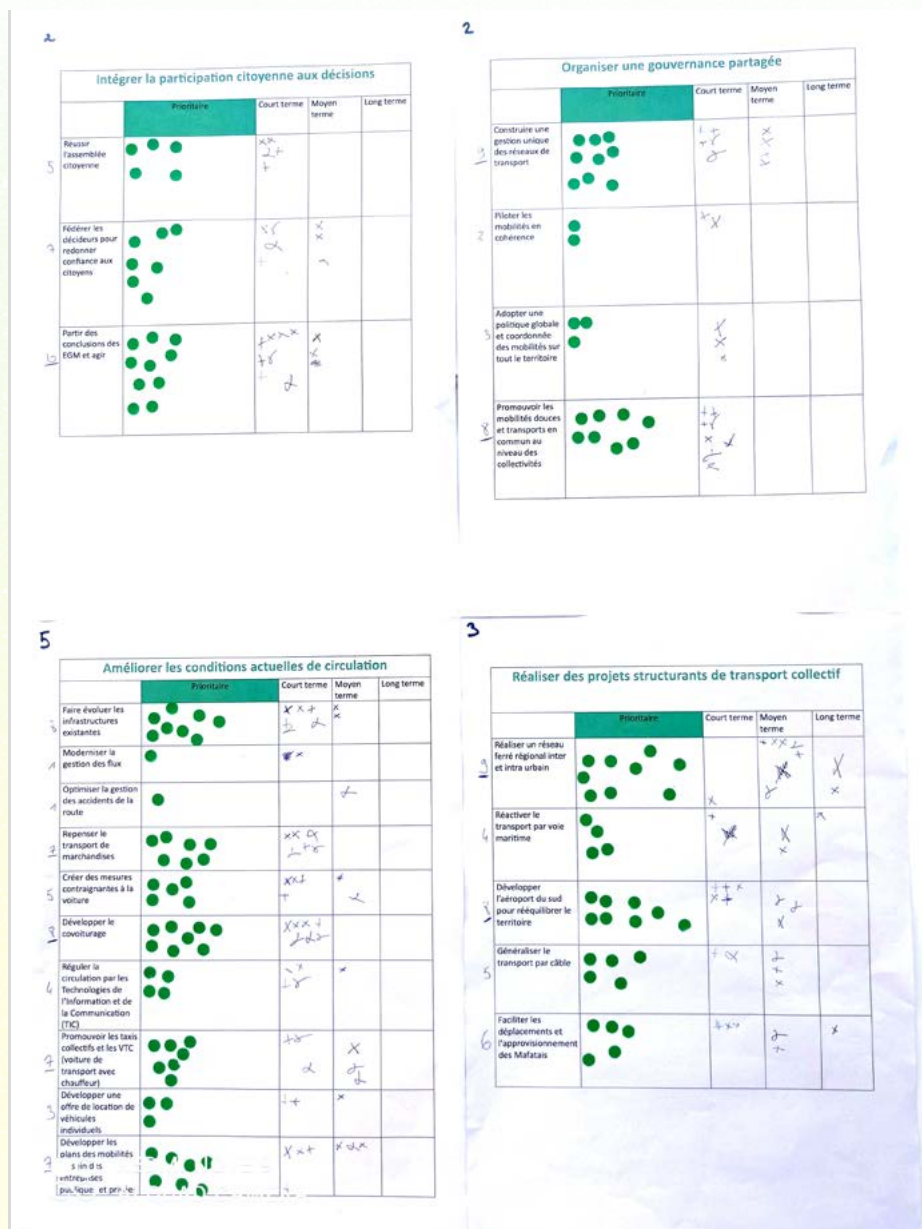 2
Intégrer la participation citoyenne aux décisions
Prioritaire
Court terme
Moyen
terme
Long terme
5
Réussir
l'assemblée
citoyenne
7
Fédérer les
décideurs pour
redonner
confiance aux
citoyens
10
Partir des
conclusions des
EGM et agir
2
Organiser une gouvernance partagée
Prioritaire
Court terme
Moyen
terme
Long terme
9
Construire une
gestion unique
des réseaux de
transport
2
Piloter les
mobilités en
cohérence
3
Adopter une
politique globale
et coordonnée
des mobilités sur
tout le territoire
8
Promouvoir les
mobilités douces
et transports en
commun au
niveau des
collectivités
5
Améliorer les conditions actuelles de circulation
Prioritaire
Court terme
Moyen
terme
Long terme
Faire évoluer les
infrastructures
existantes
1
Moderniser la
gestion des flux
1
Optimiser la gestion
des accidents de la
route
7
Repenser le
transport de
marchandises
5
Créer des mesures
contraignantes à la
voiture
Développer le
covoiturage
4
Réguler la
circulation par les
Technologies de
l'Information et de
la Communication
(TIC)
7
Promouvoir les taxis
collectifs et les VTC
(voiture de
transport avec
chauffeur)
3
Développer une
offre de location de
véhicules
individuels
7
Développer les
plans des mobilités
entreprises
3
Réaliser des projets structurants de transport collectif
Prioritaire
Court terme
Moyen
terme
Long terme
9
Réaliser un réseau
ferré régional inter
et intra urbain
4
Réactiver le
transport par voie
maritime
8
Développer
l'aéroport du sud
pour rééquilibrer le
territoire
5
Généraliser le
transport par câble
6
Faciliter les
déplacements et
l'approvisionnement
des Mafatais